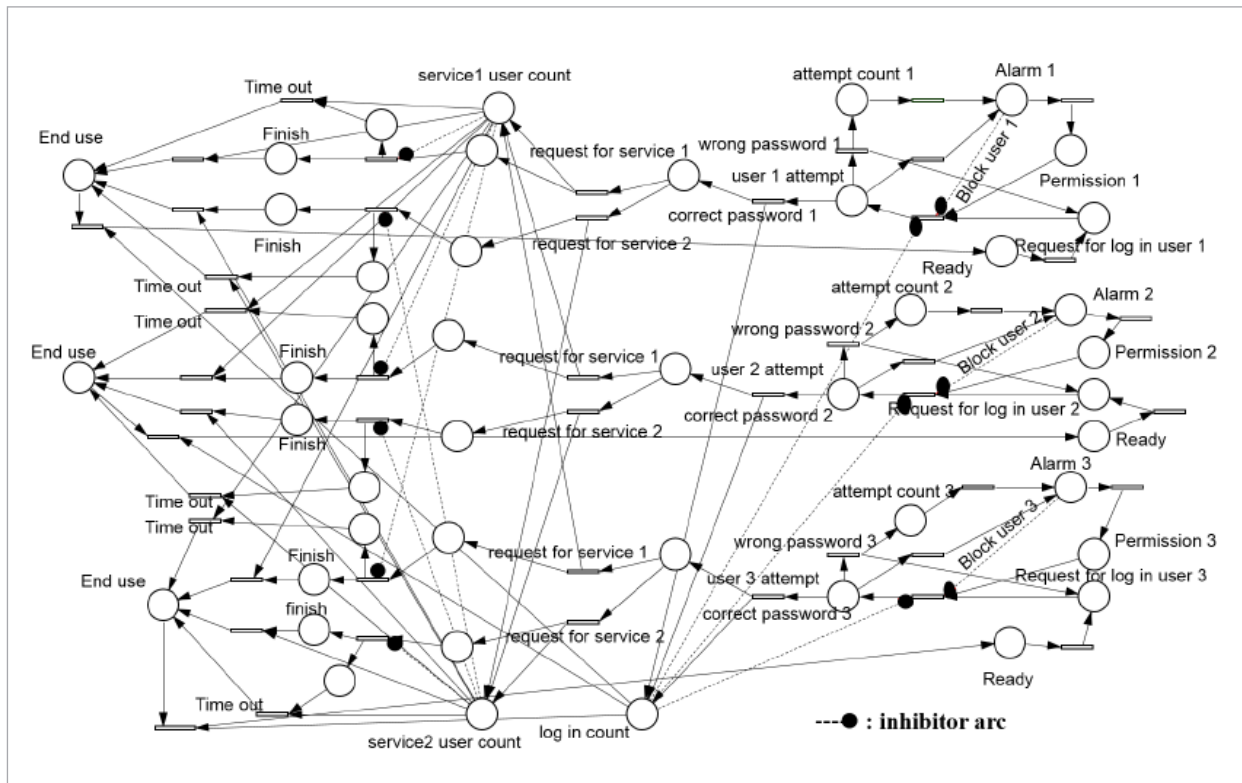 service1 user count
attempt count 1
Alarm 1
Time out
End use
Finish
wrong password 1
request for service 1
Block user 1
user 1 attempt
Permission 1
correct password 1
Finish
request for service 2
Request for log in user 1
Ready
Time out
attempt count 2
Alarm 2
Time out
wrong password 2
Block user 2
End use
Finish
request for service 1
user 2 attempt
Permission 2
correct password 2
Request for log in user 2
Finish
request for service 2
Ready
Alarm 3
Time out
attempt count 3
Time out
Block user 3
wrong password 3
Permission 3
End use
Finish
request for service 1
user 3 attempt
Request for log in user 3
correct password 3
finish
request for service 2
Ready
Time out
service2 user count
log in count
: inhibitor arc